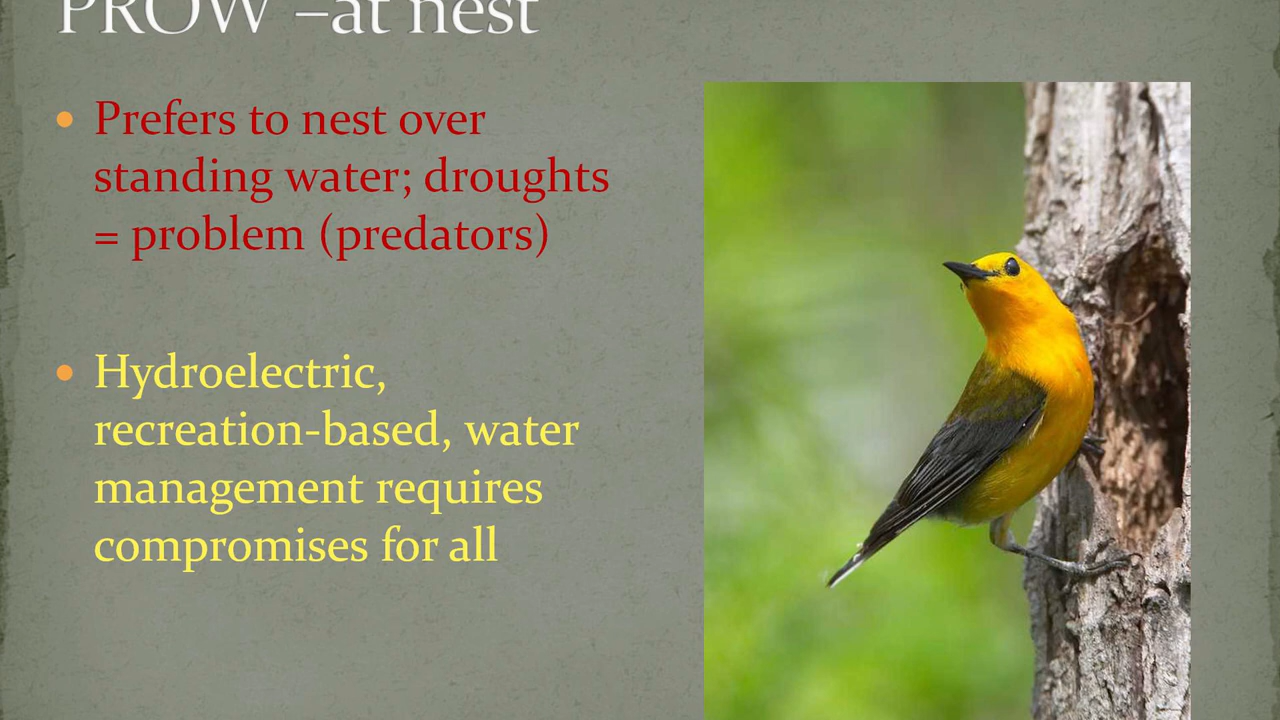 PROW –at nest
Prefers to nest over
standing water; droughts
= problem (predators)
Hydroelectric,
recreation-based, water
management requires
compromises for all